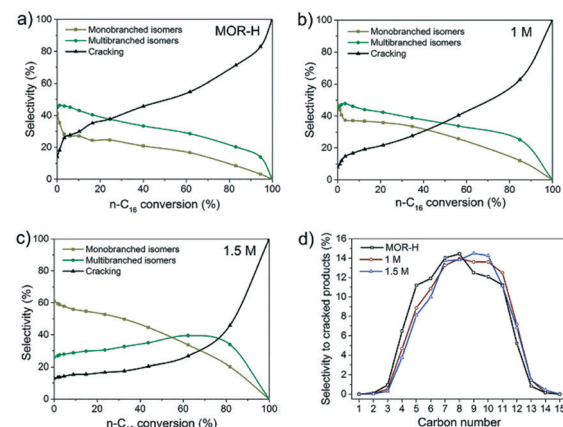 a)
MOR-H
Monobranched isomers
Multibranched isomers
Cracking
Selectivity (%)
100
80
60
40
20
0
0 20 40 60 80 100
n-C₁₆ conversion (%)
b)
1 M
Monobranched isomers
Multibranched isomers
Cracking
Selectivity (%)
100
80
60
40
20
0
0 20 40 60 80 100
n-C₁₆ conversion (%)
c)
1.5 M
Monobranched isomers
Multibranched isomers
Cracking
Selectivity (%)
100
80
60
40
20
0
0 20 40 60 80 100
n-C₁₆ conversion (%)
d)
MOR-H
1 M
1.5 M
Selectivity to cracked products (%)
16
14
12
10
8
6
4
2
0
1 2 3 4 5 6 7 8 9 10 11 12 13 14 15
Carbon number